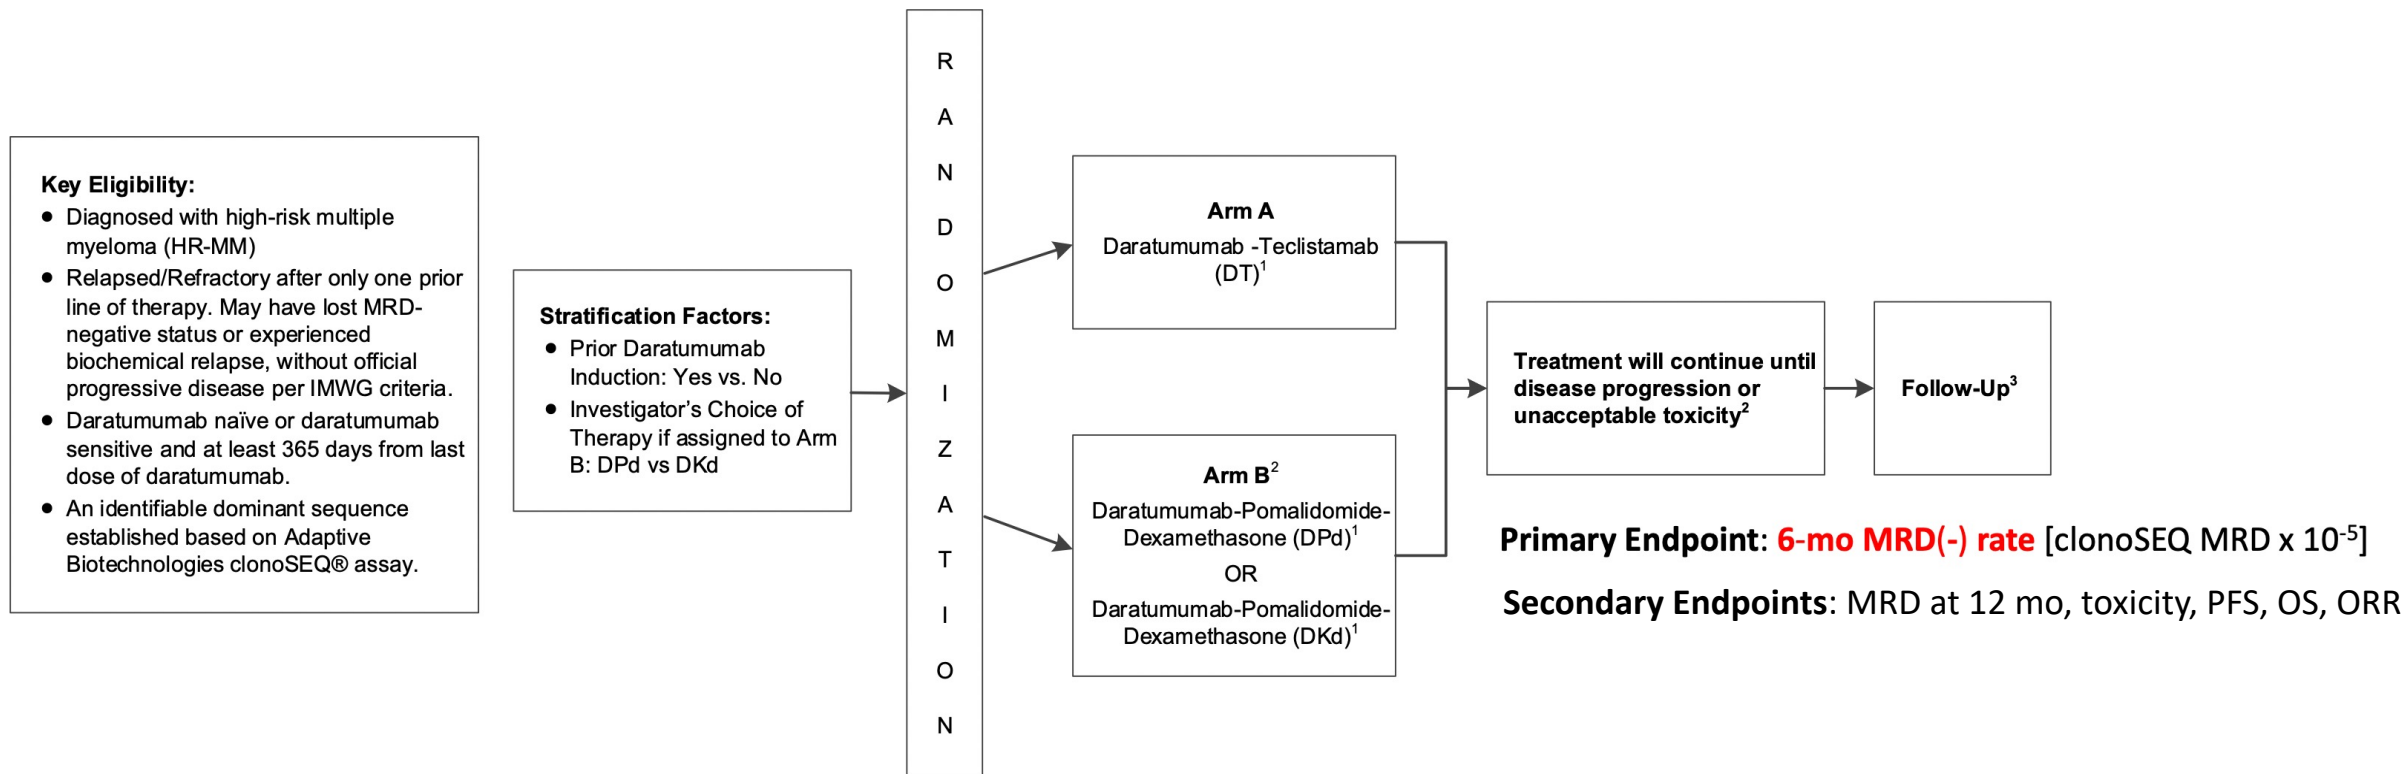 Key Eligibility:
● Diagnosed with high-risk multiple
myeloma (HR-MM)
● Relapsed/Refractory after only one prior
line of therapy. May have lost MRD-
negative status or experienced
biochemical relapse, without official
progressive disease per IMWG criteria.
● Daratumumab naïve or daratumumab
sensitive and at least 365 days from last
dose of daratumumab.
● An identifiable dominant sequence
established based on Adaptive
Biotechnologies clonoSEQ® assay.
Stratification Factors:
● Prior Daratumumab
Induction: Yes vs. No
● Investigator’s Choice of
Therapy if assigned to Arm
B: DPd vs DKd
R
A
N
D
O
M
I
Z
A
T
I
O
N
Arm A
Daratumumab -Teclistamab
(DT)¹
Arm B²
Daratumumab-Pomalidomide-
Dexamethasone (DPd)¹
OR
Daratumumab-Pomalidomide-
Dexamethasone (DKd)¹
Treatment will continue until
disease progression or
unacceptable toxicity²
Follow-Up³
Primary Endpoint: 6-mo MRD(-) rate [clonoSEQ MRD x 10⁻⁵]
Secondary Endpoints: MRD at 12 mo, toxicity, PFS, OS, ORR